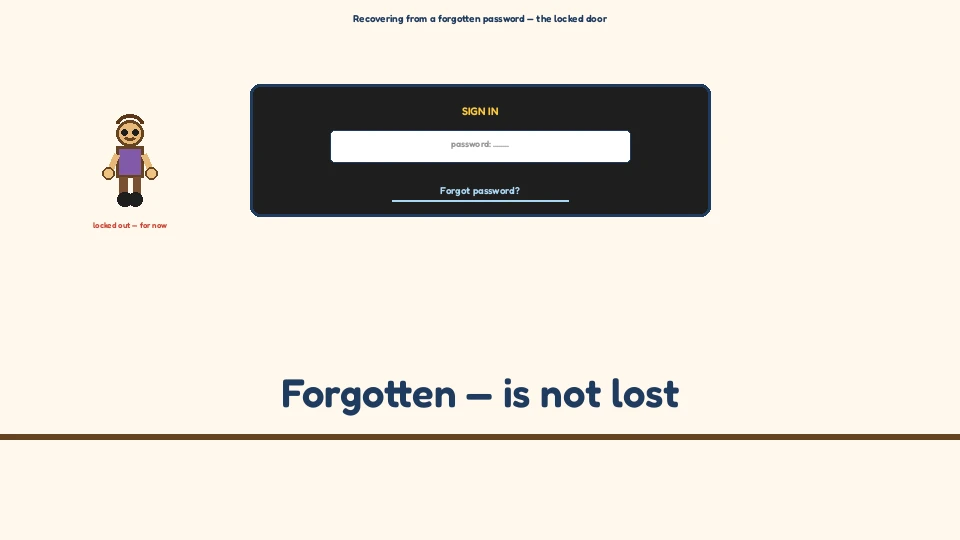 Recovering from a forgotten password — the locked door
SIGN IN
password: ____
Forgot password?
locked out — for now
Forgotten — is not lost